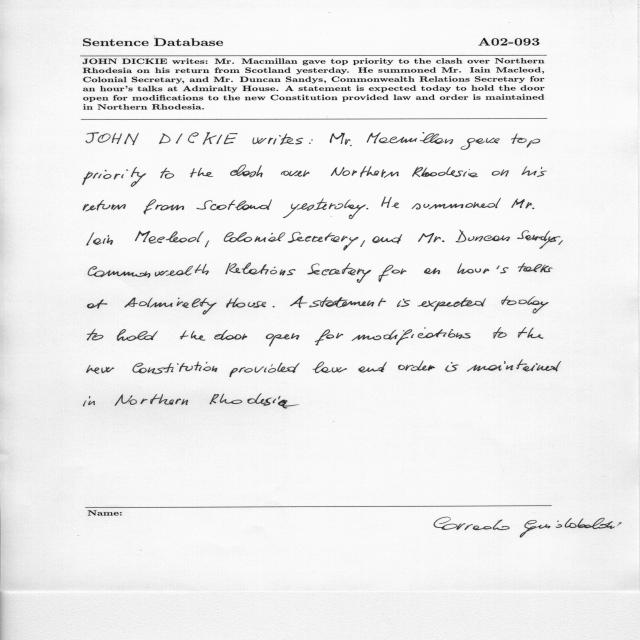 Sentence Database A02-093
JOHN DICKIE writes: Mr. Macmillan gave top priority to the clash over Northern
Rhodesia on his return from Scotland yesterday. He summoned Mr. Iain Macleod,
Colonial Secretary, and Mr. Duncan Sandys, Commonwealth Relations Secretary for
an hour's talks at Admiralty House. A statement is expected today to hold the door
open for modifications to the new Constitution provided law and order is maintained
in Northern Rhodesia.
JOHN DICKIE writes: Mr. Macmillan gave top
priority to the clash over Northern Rhodesia on his
return from Scotland yesterday. He summoned Mr.
Iain Macleod, Colonial Secretary, and Mr. Duncan Sandys,
Commonwealth Relations Secretary for an hour's talks
at Admiralty House. A statement is expected today
to hold the door open for modifications to the
new Constitution provided law and order is maintained
in Northern Rhodesia
Name:
Corrado